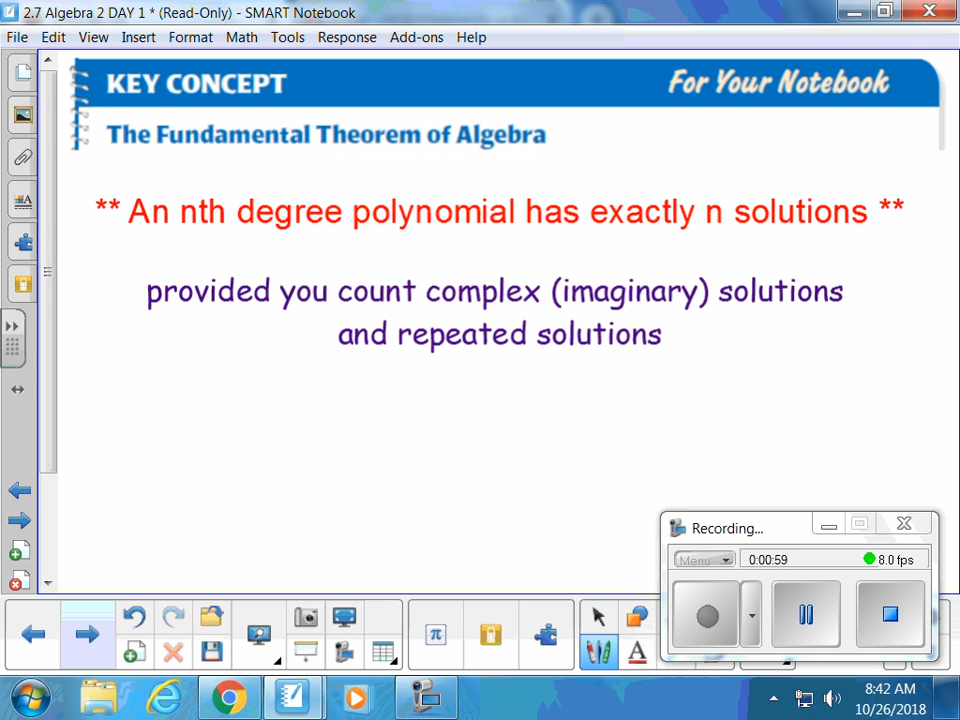 2.7 Algebra 2 DAY 1 * (Read-Only) - SMART Notebook
File Edit View Insert Format Math Tools Response Add-ons Help
KEY CONCEPT For Your Notebook
The Fundamental Theorem of Algebra
** An nth degree polynomial has exactly n solutions **
provided you count complex (imaginary) solutions
and repeated solutions
Recording...
Menu 0:00:59 8.0 fps
π
A
8:42 AM
10/26/2018